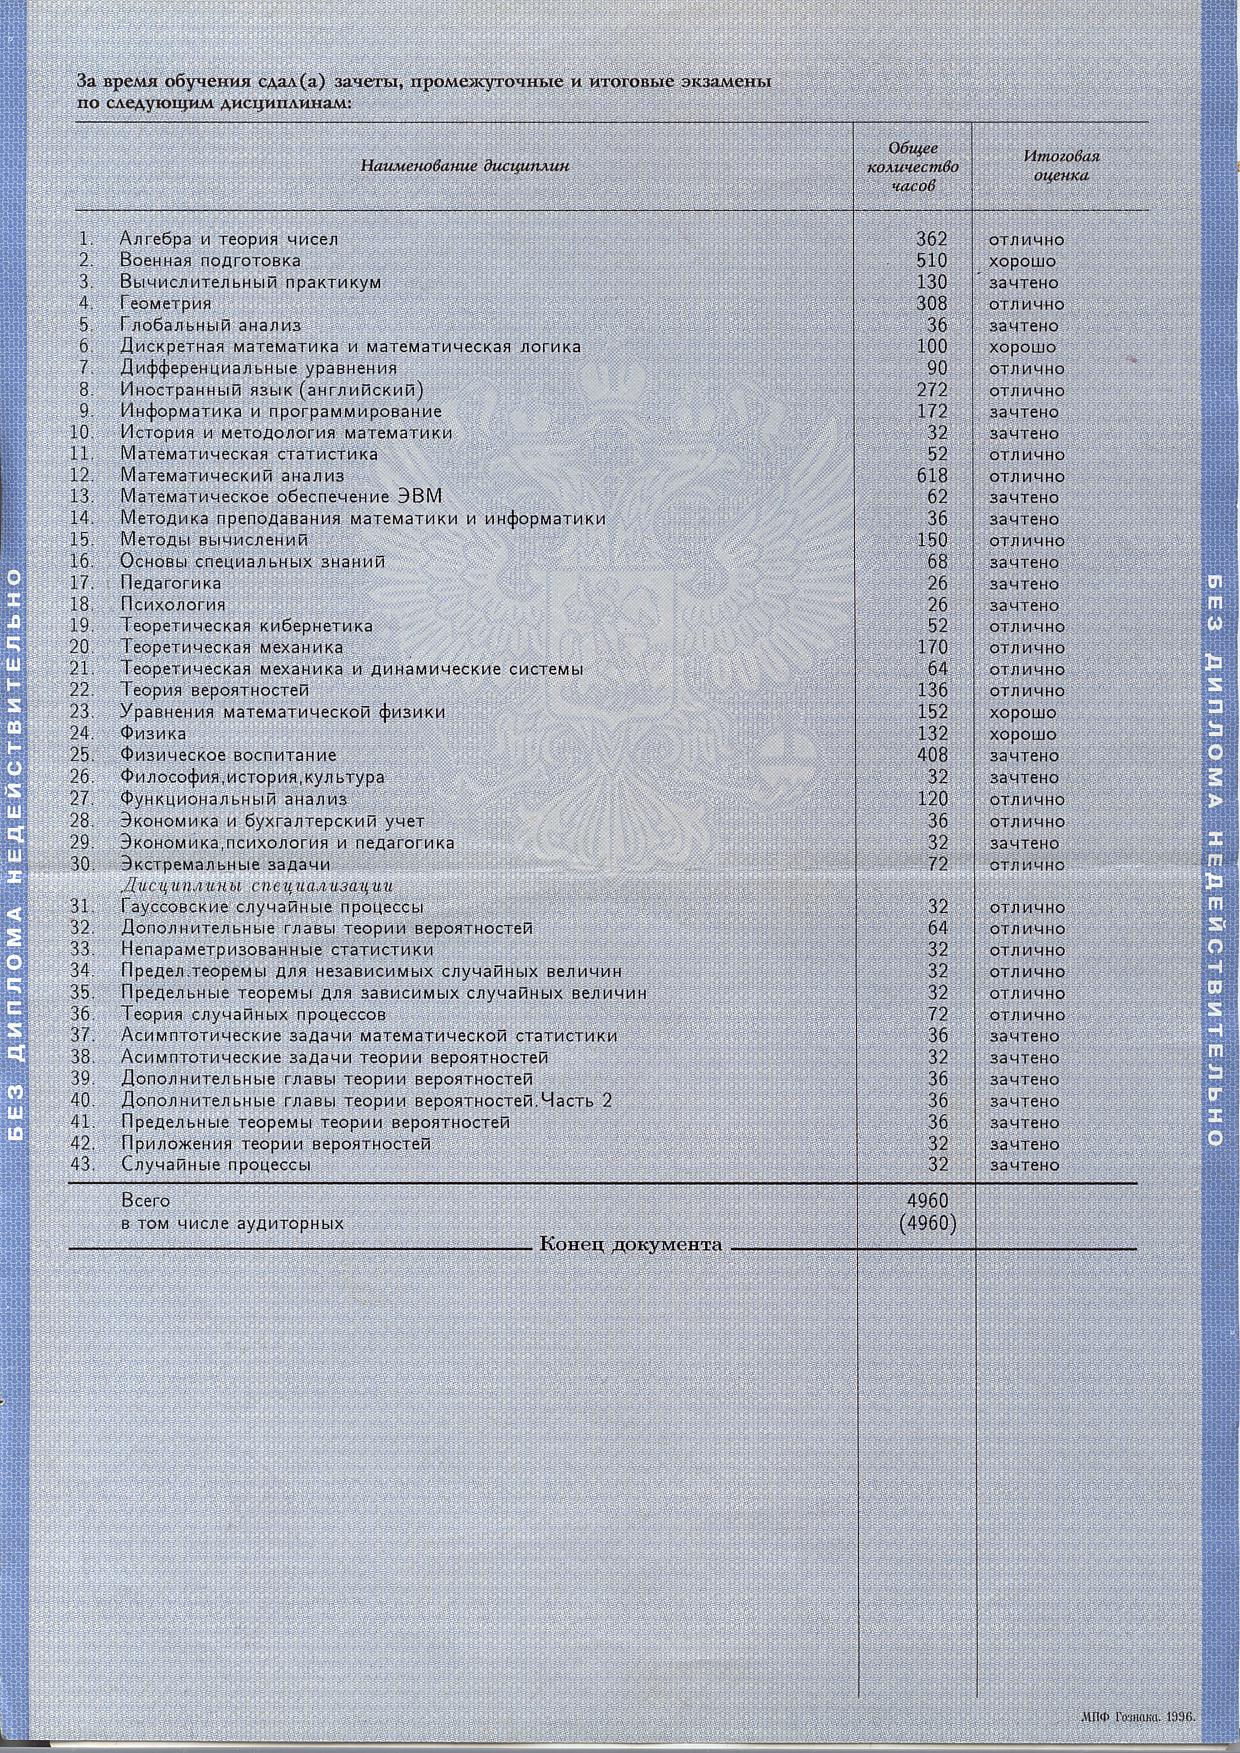 За время обучения сдал(а) зачеты, промежуточные и итоговые экзамены
по следующим дисциплинам:
Наименование дисциплин
Общее
количество
часов
Итоговая
оценка
1. Алгебра и теория чисел 362 отлично
2. Военная подготовка 510 хорошо
3. Вычислительный практикум 130 зачтено
4. Геометрия 308 отлично
5. Глобальный анализ 36 зачтено
6. Дискретная математика и математическая логика 100 хорошо
7. Дифференциальные уравнения 90 отлично
8. Иностранный язык (английский) 272 отлично
9. Информатика и программирование 172 зачтено
10. История и методология математики 32 зачтено
11. Математическая статистика 52 отлично
12. Математический анализ 618 отлично
13. Математическое обеспечение ЭВМ 62 зачтено
14. Методика преподавания математики и информатики 36 зачтено
15. Методы вычислений 150 отлично
16. Основы специальных знаний 68 зачтено
17. Педагогика 26 зачтено
18. Психология 26 зачтено
19. Теоретическая кибернетика 52 отлично
20. Теоретическая механика 170 отлично
21. Теоретическая механика и динамические системы 64 отлично
22. Теория вероятностей 136 отлично
23. Уравнения математической физики 152 хорошо
24. Физика 132 хорошо
25. Физическое воспитание 408 зачтено
26. Философия,история,культура 32 зачтено
27. Функциональный анализ 120 отлично
28. Экономика и бухгалтерский учет 36 отлично
29. Экономика,психология и педагогика 32 зачтено
30. Экстремальные задачи 72 отлично
Дисциплины специализации
31. Гауссовские случайные процессы 32 отлично
32. Дополнительные главы теории вероятностей 64 отлично
33. Непараметризованные статистики 32 отлично
34. Предел.теоремы для независимых случайных величин 32 отлично
35. Предельные теоремы для зависимых случайных величин 32 отлично
36. Теория случайных процессов 72 отлично
37. Асимптотические задачи математической статистики 36 зачтено
38. Асимптотические задачи теории вероятностей 32 зачтено
39. Дополнительные главы теории вероятностей 36 зачтено
40. Дополнительные главы теории вероятностей.Часть 2 36 зачтено
41. Предельные теоремы теории вероятностей 36 зачтено
42. Приложения теории вероятностей 32 зачтено
43. Случайные процессы 32 зачтено
Всего 4960
в том числе аудиторных (4960)
Конец документа
БЕЗ ДИПЛОМА НЕДЕЙСТВИТЕЛЬНО
БЕЗ ДИПЛОМА НЕДЕЙСТВИТЕЛЬНО
МПФ Гознака. 1996.